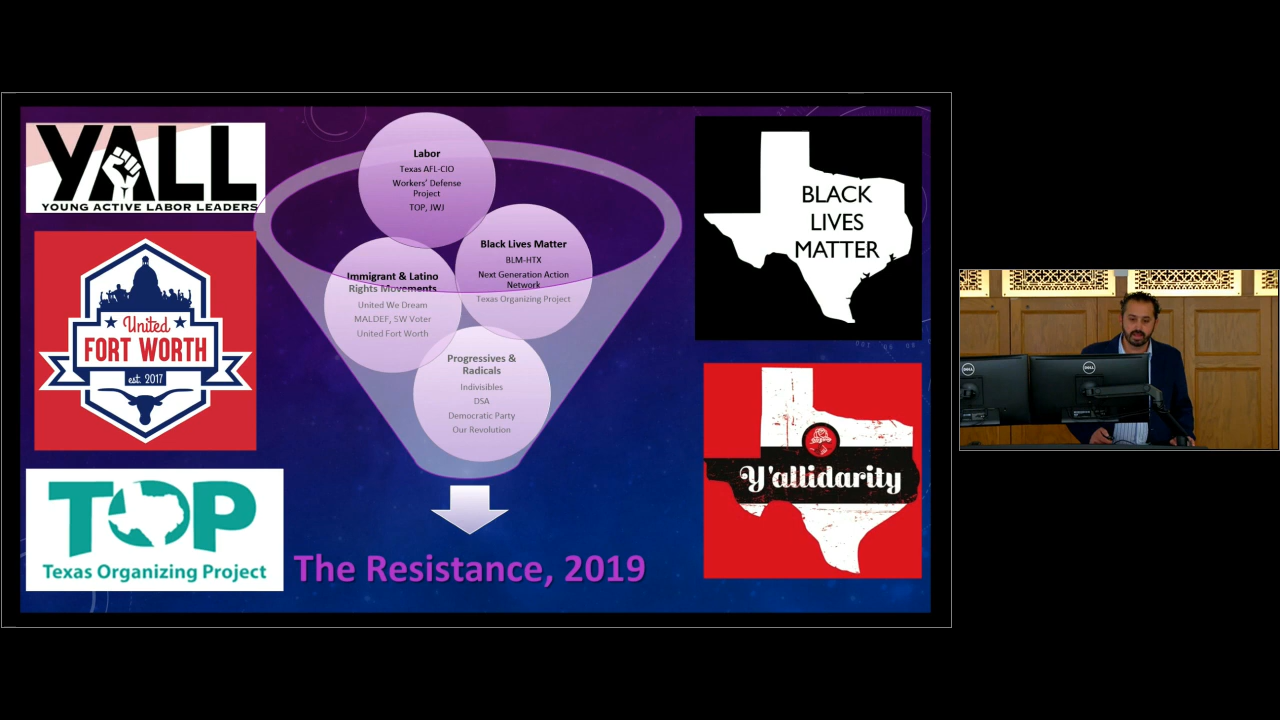 YALL
YOUNG ACTIVE LABOR LEADERS
United
FORT WORTH
est. 2017
TOP
Texas Organizing Project
Labor
Texas AFL-CIO
Workers' Defense
Project
TOP, JWJ
Black Lives Matter
BLM-HTX
Next Generation Action
Network
Texas Organizing Project
Immigrant & Latino
Rights Movements
United We Dream
MALDEF, SW Voter
United Fort Worth
Progressives &
Radicals
Indivisibles
DSA
Democratic Party
Our Revolution
The Resistance, 2019
BLACK
LIVES
MATTER
Y'allidarity
DELL
DELL